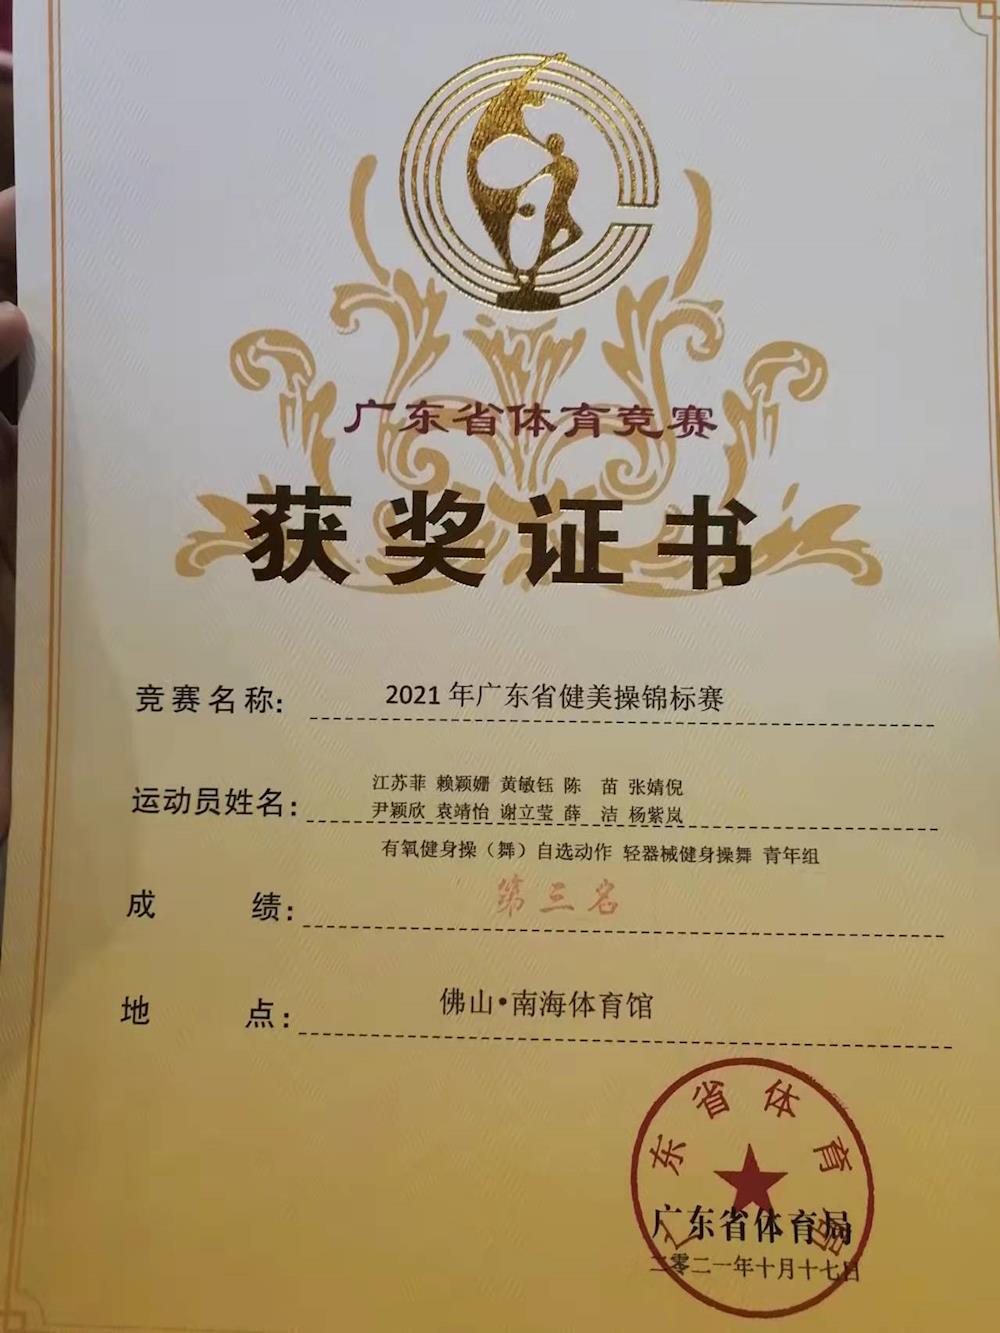 广东省体育竞赛
获奖证书
竞赛名称: 2021年广东省健美操锦标赛
江苏菲 赖颖姗 黄敏钰 陈 苗 张婧倪
运动员姓名: 尹颖欣 袁靖怡 谢立莹 薛 洁 杨紫岚
有氧健身操（舞）自选动作 轻器械健身操舞 青年组
成 绩: 第三名
地 点: 佛山•南海体育馆
广东省体育局
广东省体育局
二零二一年十月十七日